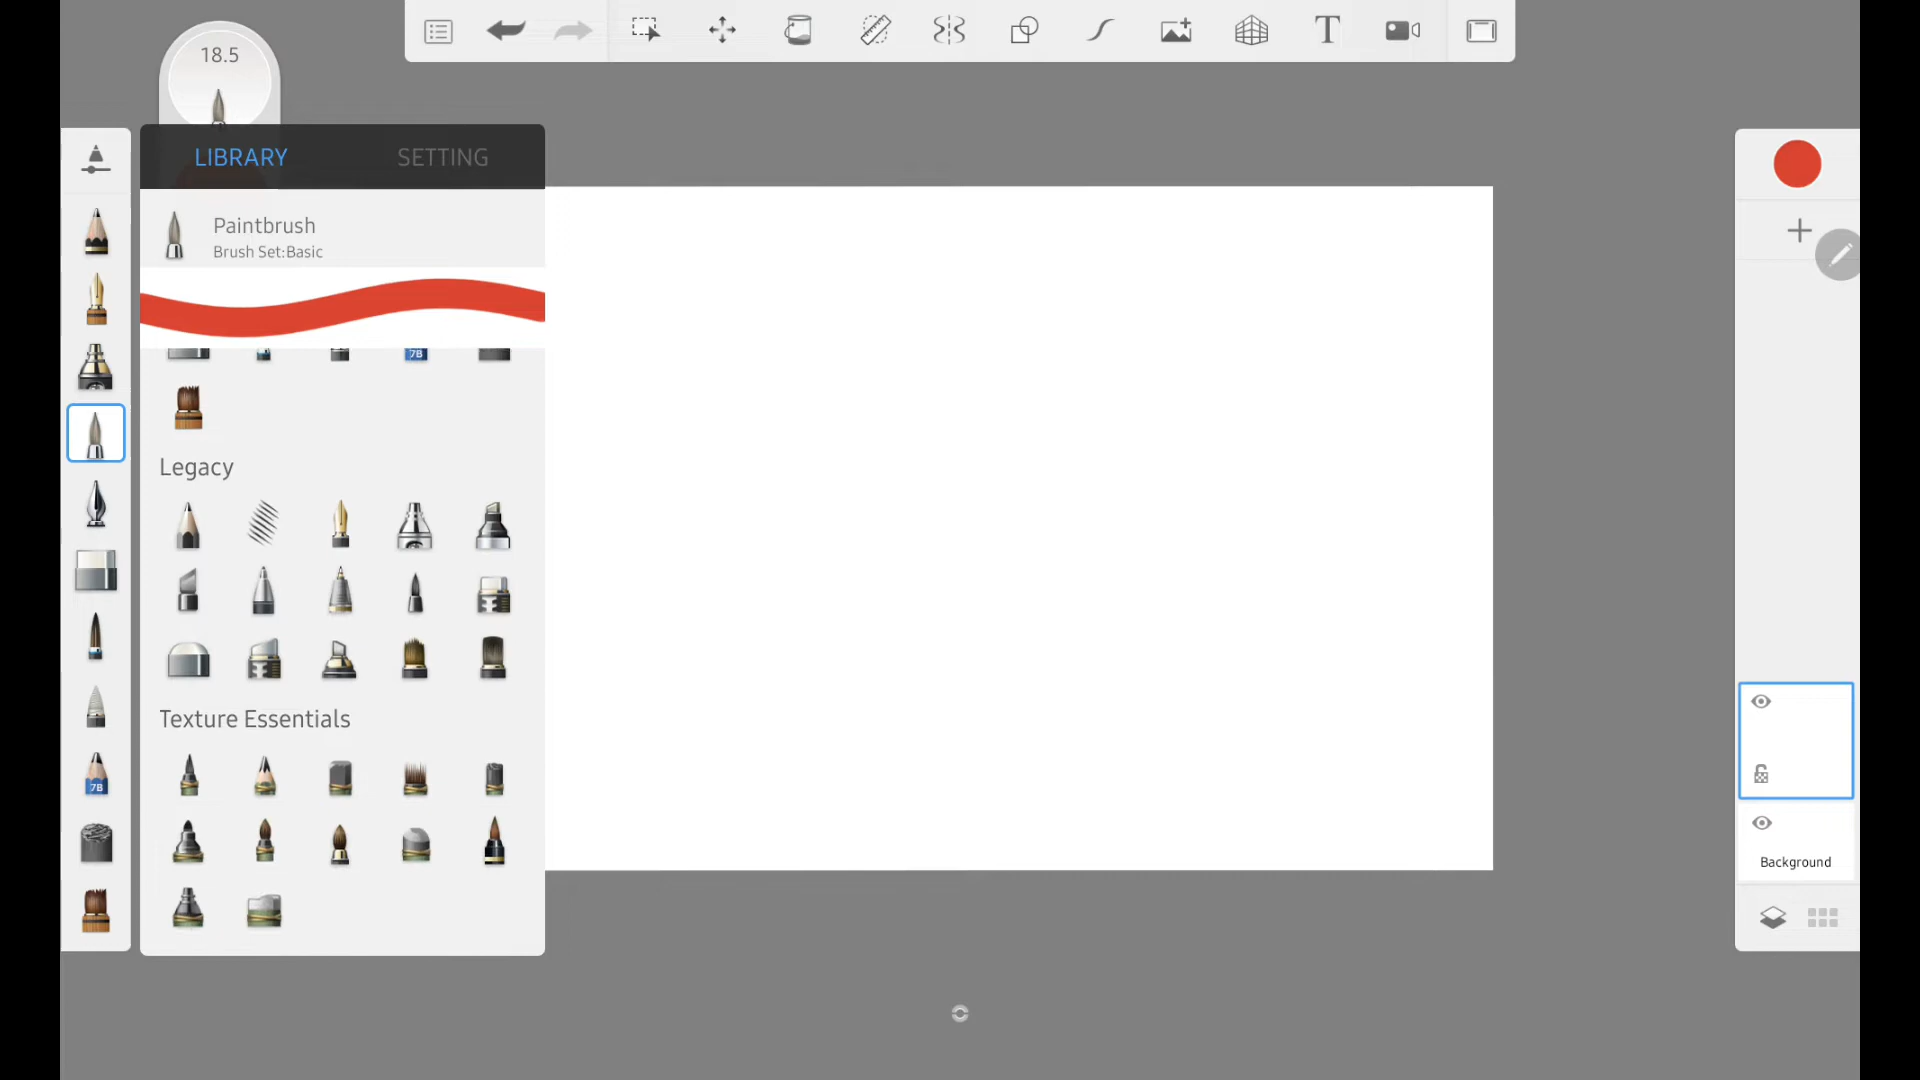 18.5
LIBRARY
SETTING
Paintbrush
Brush Set:Basic
7B
Legacy
Texture Essentials
7B
T
Background